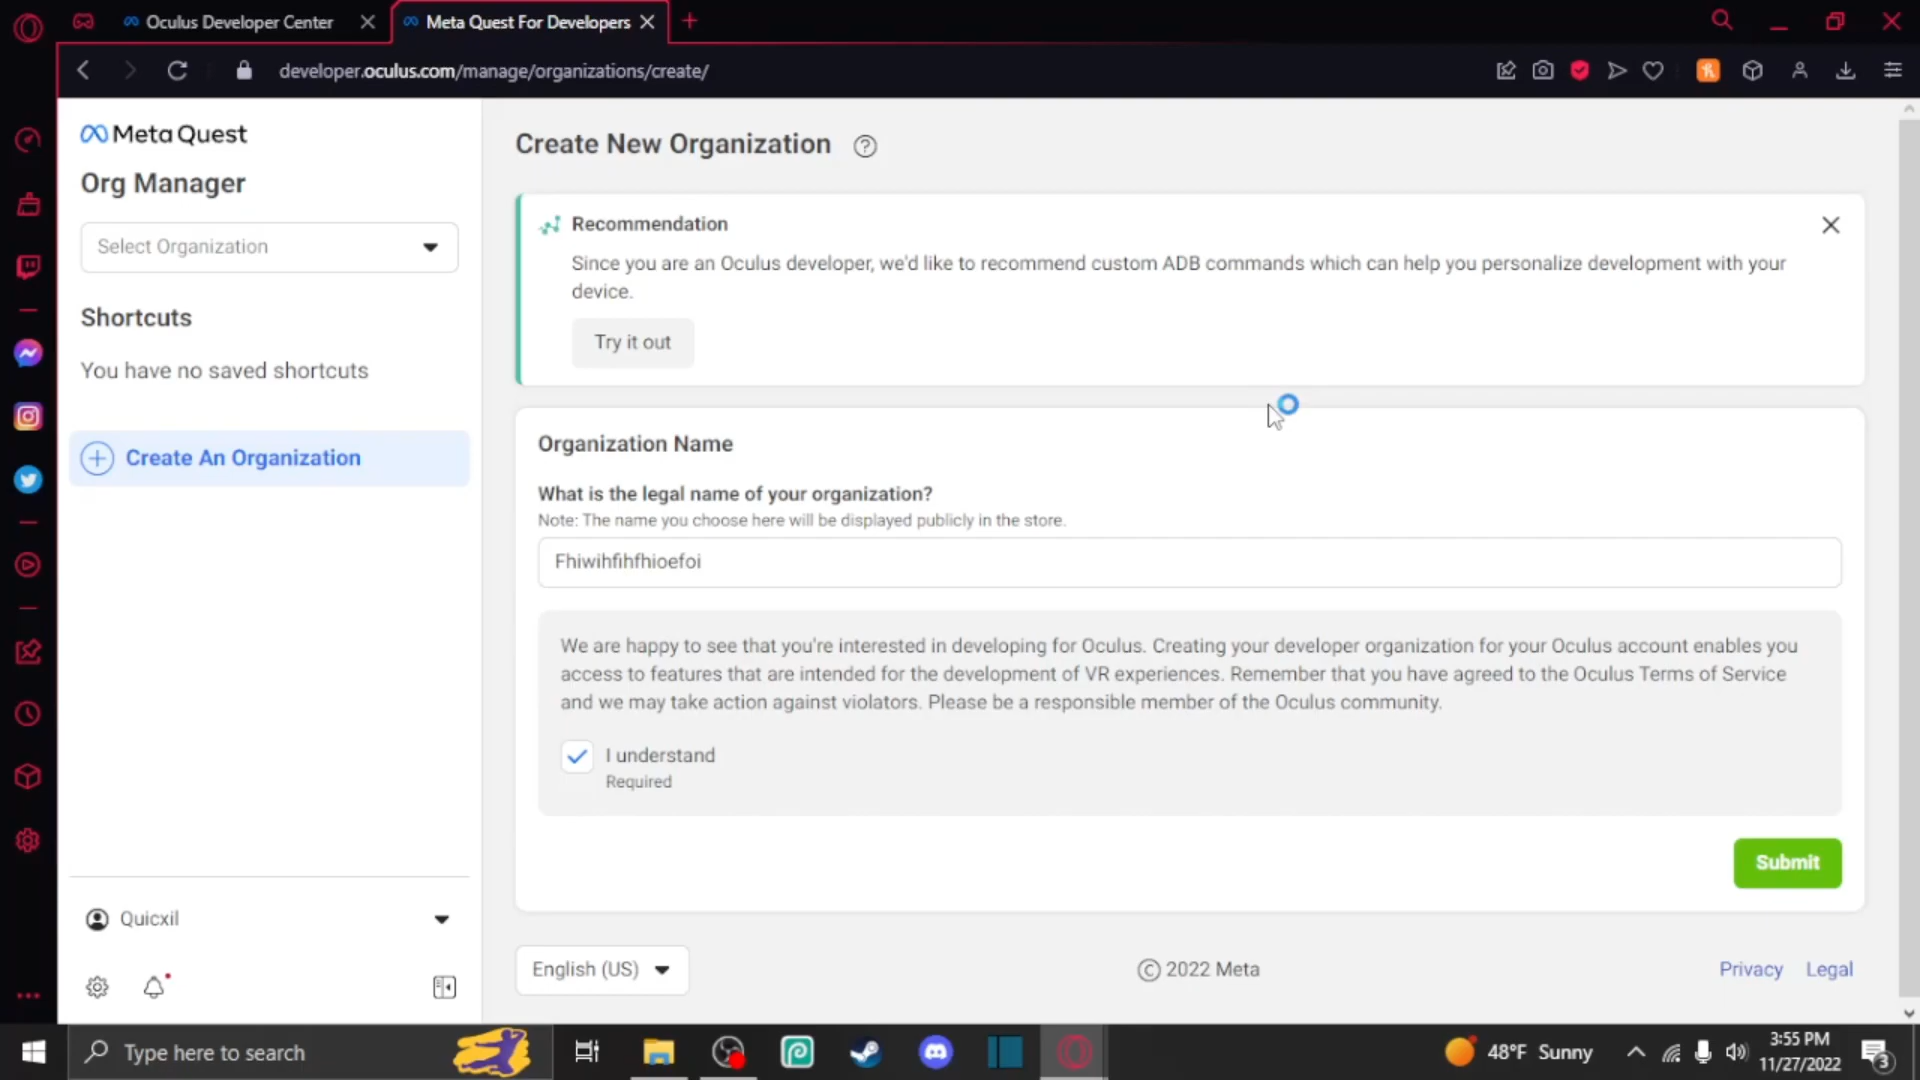 Oculus Developer Center
Meta Quest For Developers
developer.oculus.com/manage/organizations/create/
Meta Quest
Org Manager
Select Organization
Shortcuts
You have no saved shortcuts
Create An Organization
Quicxil
Create New Organization
Recommendation
Since you are an Oculus developer, we'd like to recommend custom ADB commands which can help you personalize development with your
device.
Try it out
Organization Name
What is the legal name of your organization?
Note: The name you choose here will be displayed publicly in the store.
Fhiwihfihfhioefoi
We are happy to see that you're interested in developing for Oculus. Creating your developer organization for your Oculus account enables you
access to features that are intended for the development of VR experiences. Remember that you have agreed to the Oculus Terms of Service
and we may take action against violators. Please be a responsible member of the Oculus community.
I understand
Required
Submit
English (US)
© 2022 Meta
Privacy
Legal
Type here to search
48°F Sunny
3:55 PM
11/27/2022
3